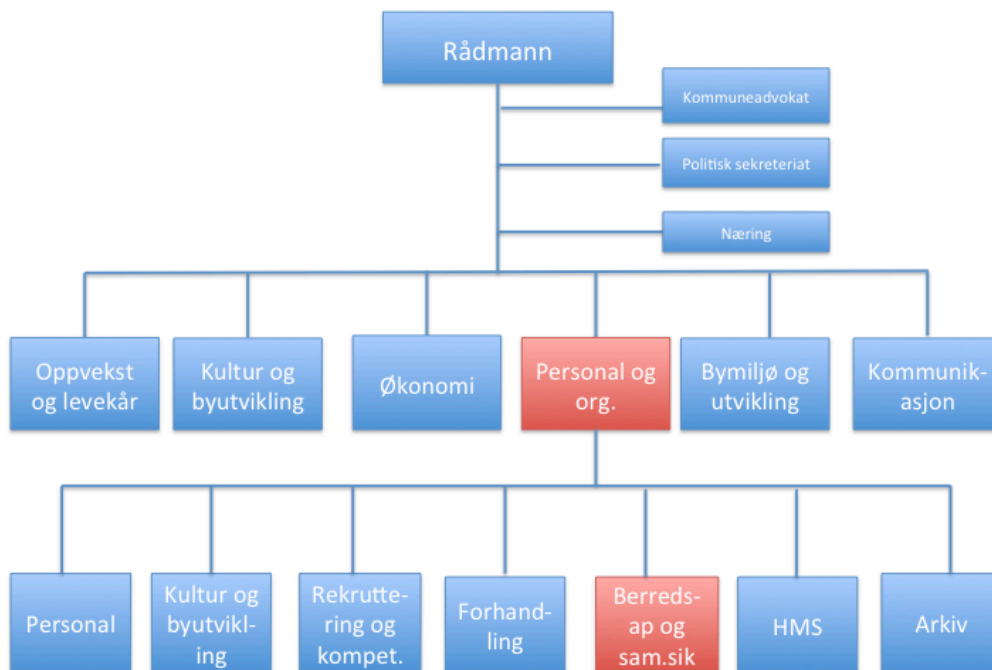 Rådmann
Kommuneadvokat
Politisk sekreteriat
Næring
Oppvekst
og levekår
Kultur og
byutvikling
Økonomi
Personal og
org.
Bymiljø og
utvikling
Kommunik-
asjon
Personal
Kultur og
byutvikl-
ing
Rekrutte-
ring og
kompet.
Forhand-
ling
Berreds-
ap og
sam.sik
HMS
Arkiv